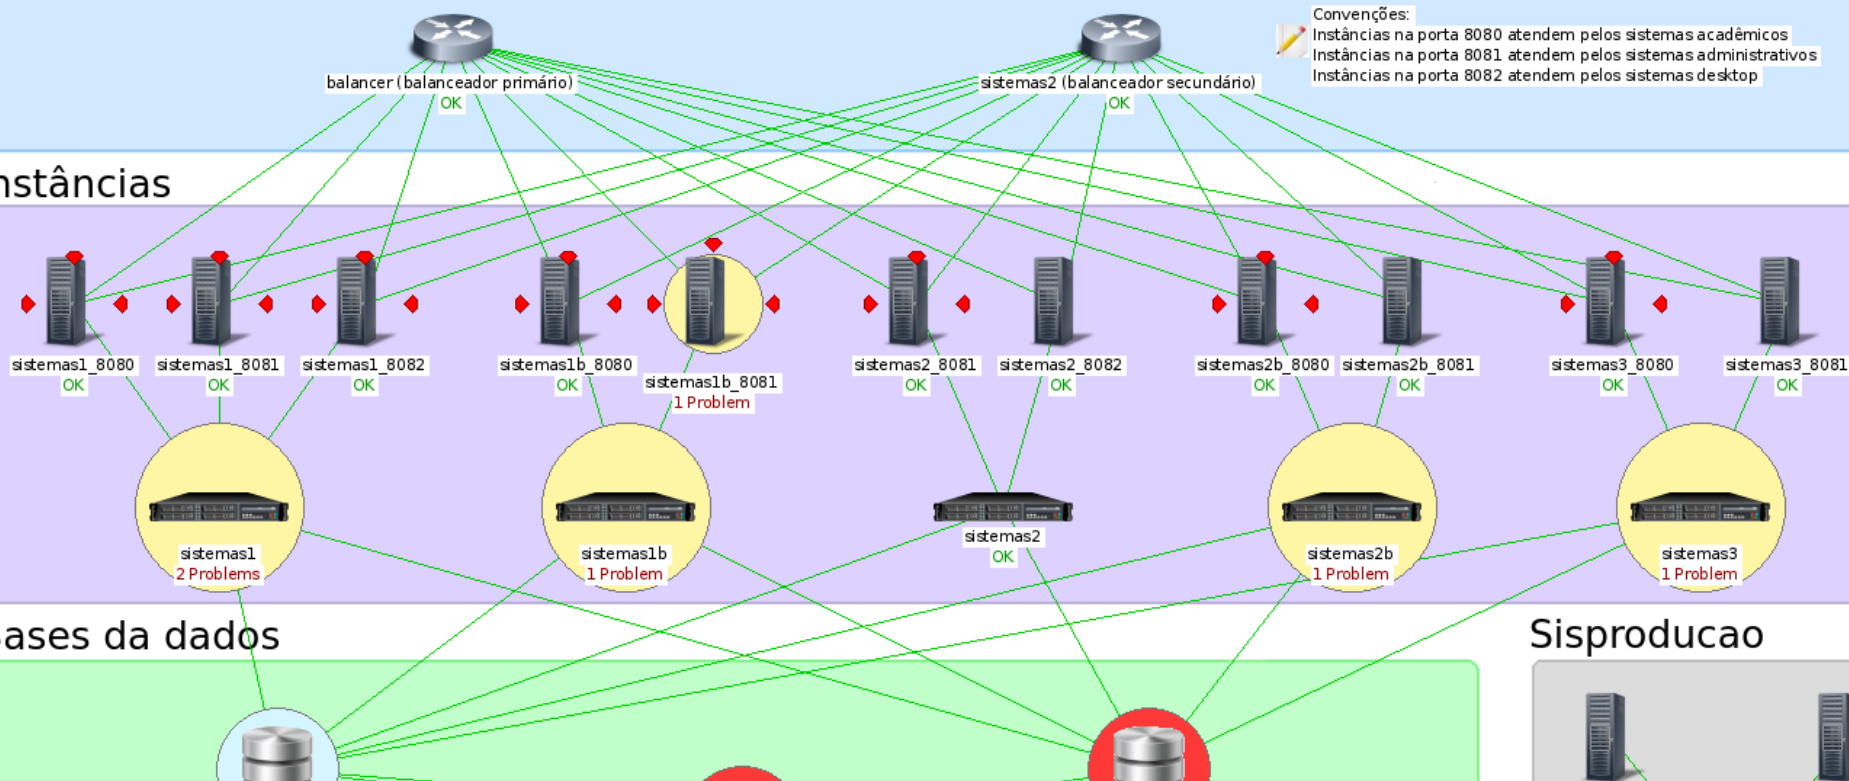 Convenções:
Instâncias na porta 8080 atendem pelos sistemas acadêmicos
Instâncias na porta 8081 atendem pelos sistemas administrativos
Instâncias na porta 8082 atendem pelos sistemas desktop
balancer (balanceador primário)
OK
sistemas2 (balanceador secundário)
OK
nstâncias
sistemas1_8080
OK
sistemas1_8081
OK
sistemas1_8082
OK
sistemas1b_8080
OK
sistemas1b_8081
1 Problem
sistemas2_8081
OK
sistemas2_8082
OK
sistemas2b_8080
OK
sistemas2b_8081
OK
sistemas3_8080
OK
sistemas3_8081
OK
sistemas1
2 Problems
sistemas1b
1 Problem
sistemas2
OK
sistemas2b
1 Problem
sistemas3
1 Problem
ases da dados
Sisproducao